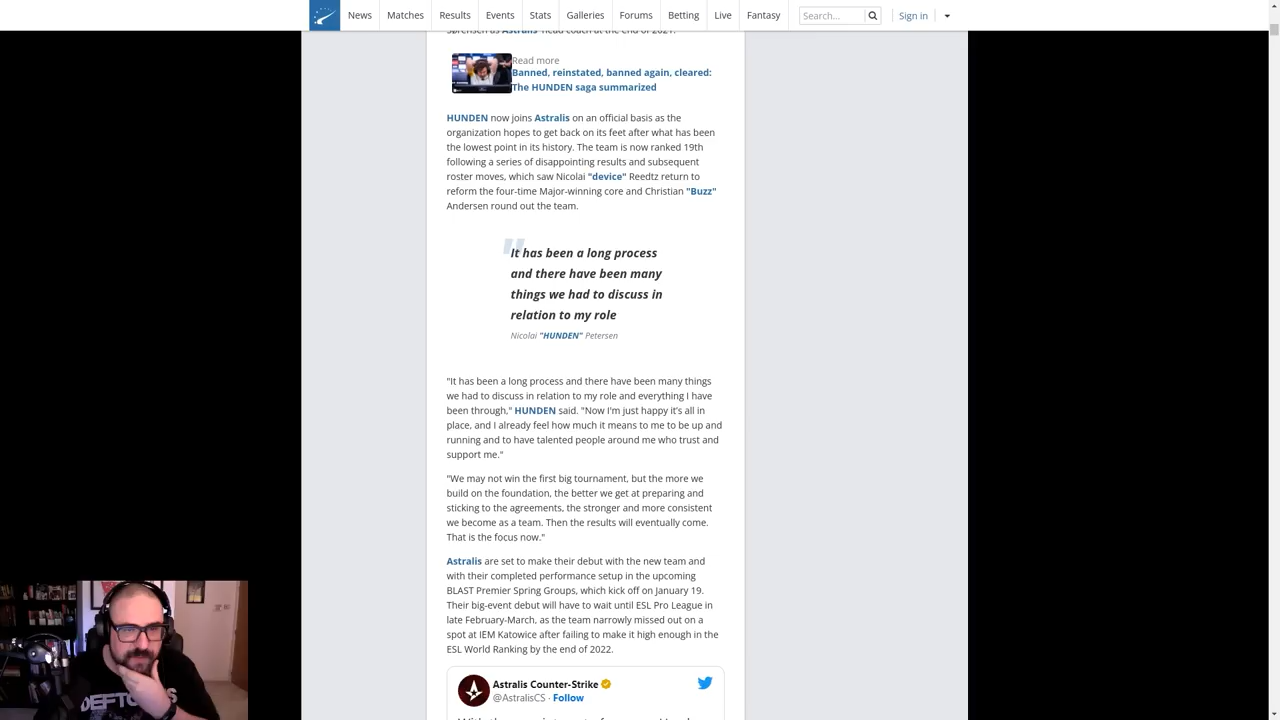 News Matches Results Events Stats Galleries Forums Betting Live Fantasy Search... Sign in
Sørensen as Astralis' head coach at the end of 2021.
Read more
Banned, reinstated, banned again, cleared:
The HUNDEN saga summarized
HUNDEN now joins Astralis on an official basis as the
organization hopes to get back on its feet after what has been
the lowest point in its history. The team is now ranked 19th
following a series of disappointing results and subsequent
roster moves, which saw Nicolai "device" Reedtz return to
reform the four-time Major-winning core and Christian "Buzz"
Andersen round out the team.
It has been a long process
and there have been many
things we had to discuss in
relation to my role
Nicolai "HUNDEN" Petersen
"It has been a long process and there have been many things
we had to discuss in relation to my role and everything I have
been through," HUNDEN said. "Now I'm just happy it's all in
place, and I already feel how much it means to me to be up and
running and to have talented people around me who trust and
support me."
"We may not win the first big tournament, but the more we
build on the foundation, the better we get at preparing and
sticking to the agreements, the stronger and more consistent
we become as a team. Then the results will eventually come.
That is the focus now."
Astralis are set to make their debut with the new team and
with their completed performance setup in the upcoming
BLAST Premier Spring Groups, which kick off on January 19.
Their big-event debut will have to wait until ESL Pro League in
late February-March, as the team narrowly missed out on a
spot at IEM Katowice after failing to make it high enough in the
ESL World Ranking by the end of 2022.
Astralis Counter-Strike
@AstralisCS · Follow
DEFTONES